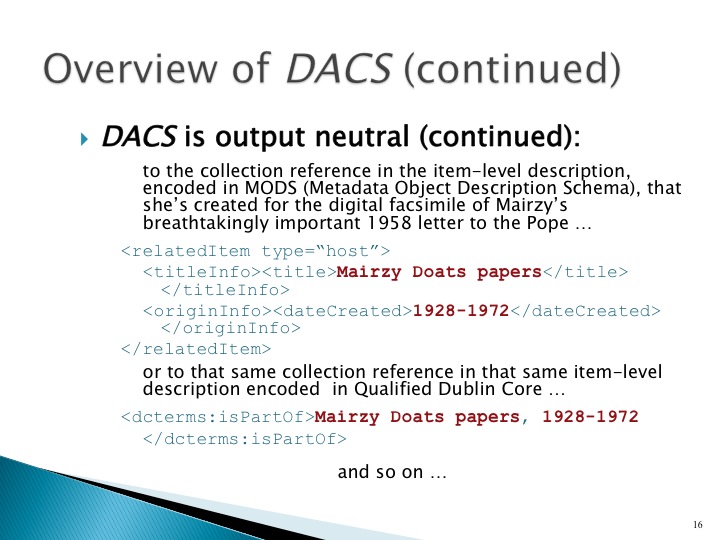 Overview of DACS (continued)
DACS is output neutral (continued):
to the collection reference in the item-level description,
encoded in MODS (Metadata Object Description Schema), that
she’s created for the digital facsimile of Mairzy’s
breathtakingly important 1958 letter to the Pope …
<relatedItem type=“host”>
<titleInfo><title>Mairzy Doats papers</title>
</titleInfo>
<originInfo><dateCreated>1928-1972</dateCreated>
</originInfo>
</relatedItem>
or to that same collection reference in that same item-level
description encoded  in Qualified Dublin Core …
<dcterms:isPartOf>Mairzy Doats papers, 1928-1972
</dcterms:isPartOf>
and so on …
16